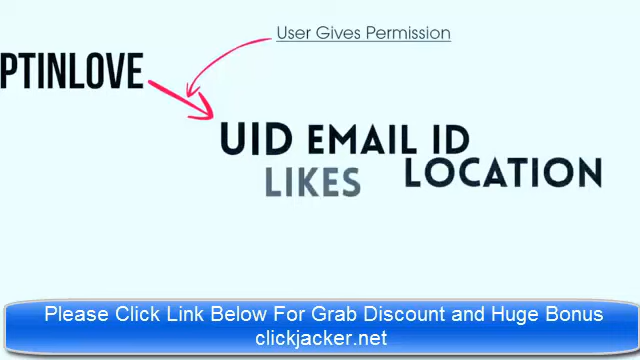 User Gives Permission
PTINLOVE
UID EMAIL ID
LIKES LOCATION
Please Click Link Below For Grab Discount and Huge Bonus
clickjacker.net